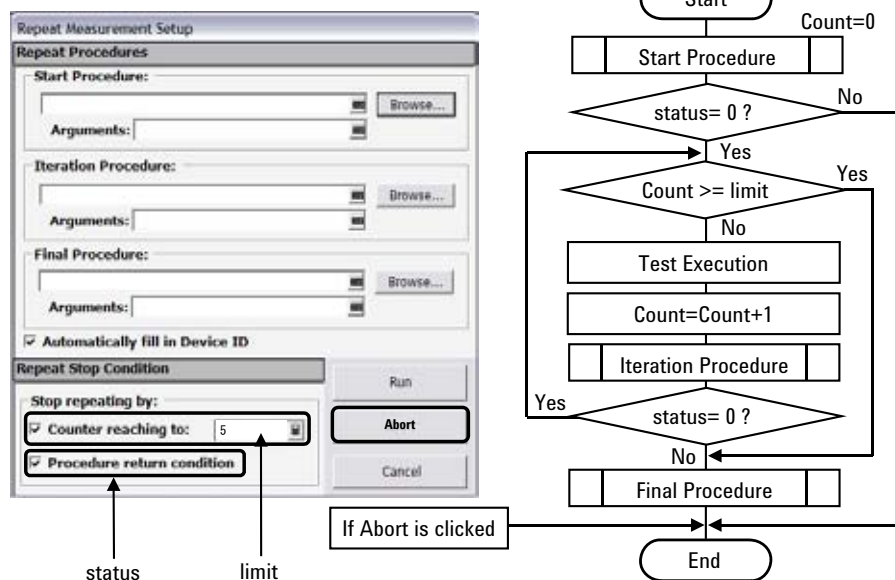 Repeat Measurement Setup
Repeat Procedures
Start Procedure:
Browse...
Arguments:
Iteration Procedure:
Browse...
Arguments:
Final Procedure:
Browse...
Arguments:
Automatically fill in Device ID
Repeat Stop Condition
Stop repeating by:
Counter reaching to: 5
Procedure return condition
Run
Abort
Cancel
status
limit
If Abort is clicked
Start
Count=0
Start Procedure
status= 0 ?
No
Yes
Count >= limit
Yes
No
Test Execution
Count=Count+1
Iteration Procedure
Yes
status= 0 ?
No
Final Procedure
End